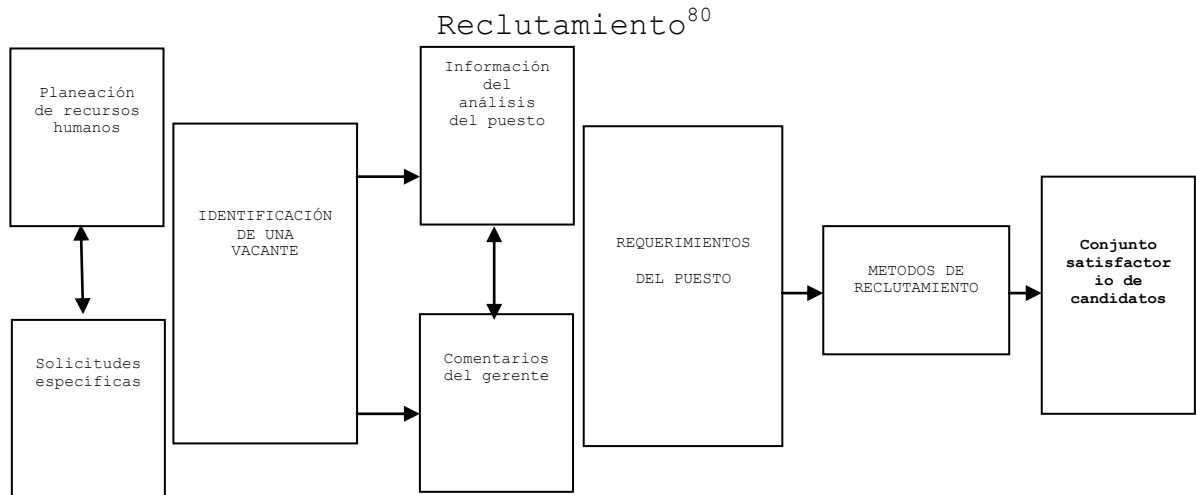 Reclutamiento80
Planeación
de recursos
humanos
Solicitudes
específicas
IDENTIFICACIÓN
DE UNA
VACANTE
Información
del
análisis
del puesto
Comentarios
del gerente
REQUERIMIENTOS
DEL PUESTO
METODOS DE
RECLUTAMIENTO
Conjunto
satisfactor
io de
candidatos